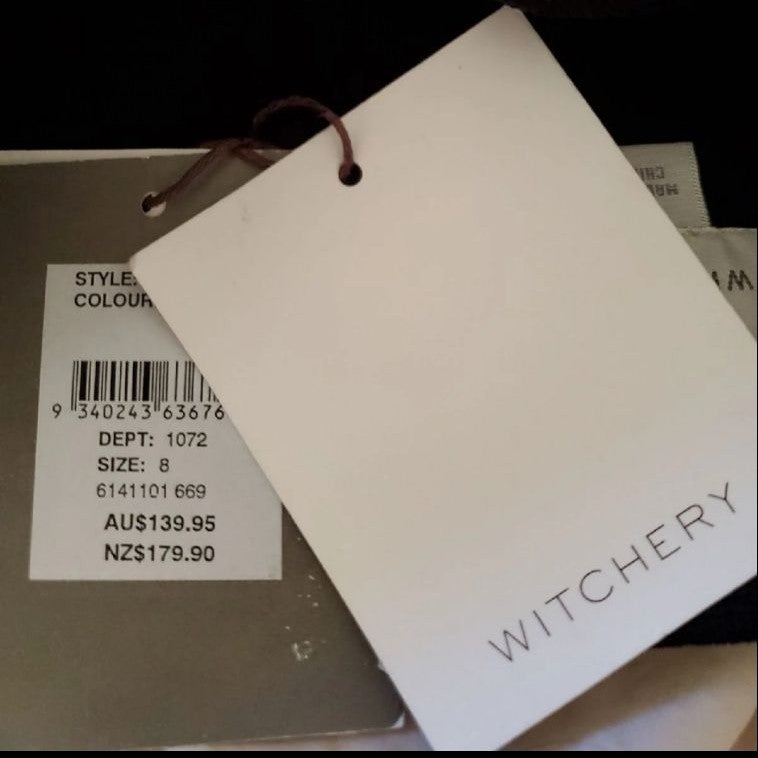 STYLE:
COLOUR
9 340243 63676
DEPT: 1072
SIZE: 8
6141101 669
AU$139.95
NZ$179.90
WITCHERY
W